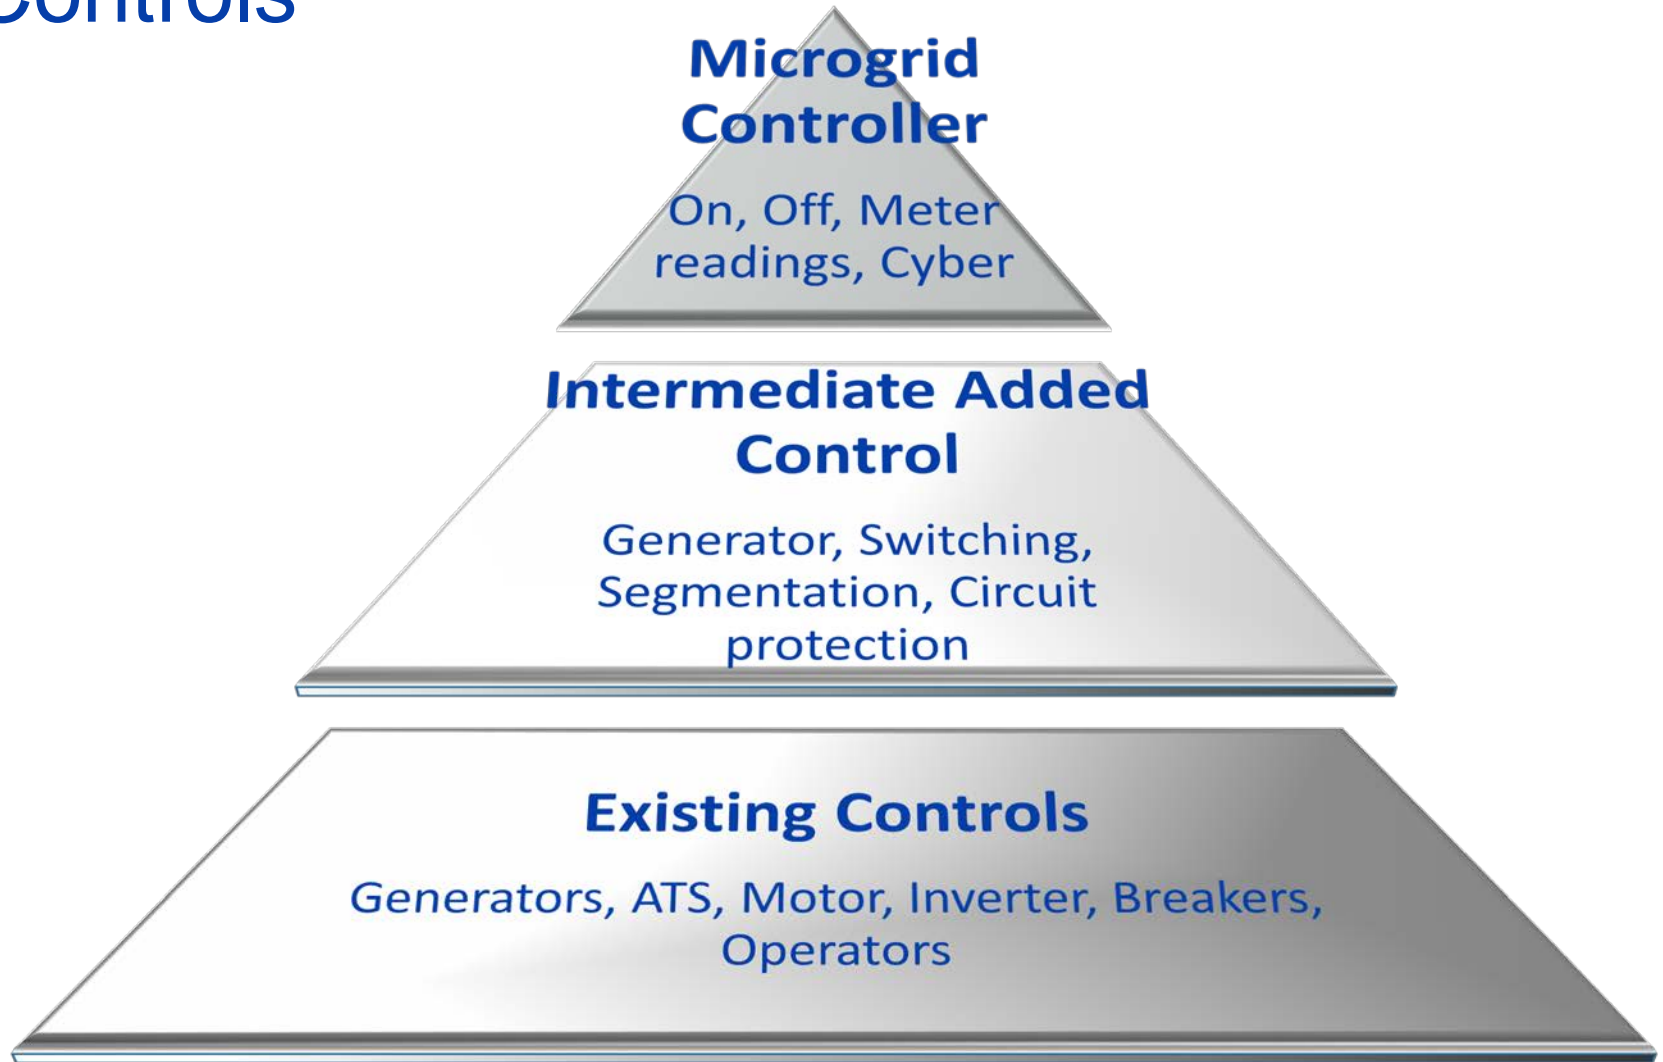 Controls
Microgrid
Controller
On, Off, Meter
readings, Cyber
Intermediate Added
Control
Generator, Switching,
Segmentation, Circuit
protection
Existing Controls
Generators, ATS, Motor, Inverter, Breakers,
Operators